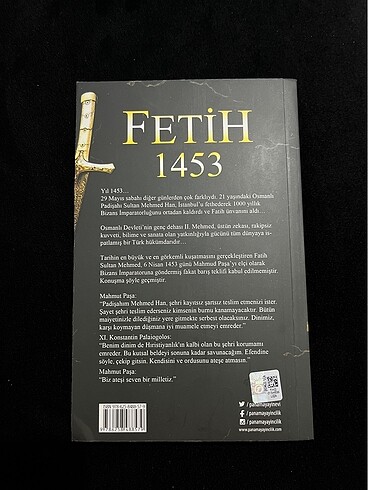 FETİH
1453
Yıl 1453...
29 Mayıs sabahı diğer günlerden çok farklıydı. 21 yaşındaki Osmanlı
Padişahı Sultan Mehmed Han, İstanbul'u fethederek 1000 yıllık
Bizans İmparatorluğunu ortadan kaldırdı ve Fatih ünvanını aldı...
Osmanlı Devleti'nin genç dehası II. Mehmed, üstün zekası, rakipsiz
kuvveti, bilime ve sanata olan yatkınlığıyla gücünü tüm dünyaya is-
patlamış bir Türk hükümdarıdır...
Tarihin en büyük ve en görkemli kuşatmasını gerçekleştiren Fatih
Sultan Mehmed, 6 Nisan 1453 günü Mahmud Paşa'yı elçi olarak
Bizans İmparatoruna göndermiş fakat barış teklifi kabul edilmemiştir.
Konuşma şöyle geçmiştir.
Mahmut Paşa:
"Padişahım Mehmed Han, şehri kayıtsız şartsız teslim etmenizi ister.
Şayet şehri teslim ederseniz kimsenin burnu kanamayacaktır. Bütün
maiyetinizle dilediğiniz yere gitmekte serbest olacaksınız. Dinimiz,
karşı koymayan düşmana iyi muamele etmeyi emreder."
XI. Konstantin Palaiogolos:
"Benim dinim de Hıristiyanlık'ın kalbi olan bu şehri korumamı
emreder. Bu kutsal beldeyi sonuna kadar savunacağım. Efendine
söyle, çekip gitsin. Kendisini ve ordusunu ateşe atmasın."
Mahmut Paşa:
"Biz ateşi seven bir milletiz."
/panamayayinevi
/panamayayincilik
/panamayayincilik
www.panamayayincilik.com